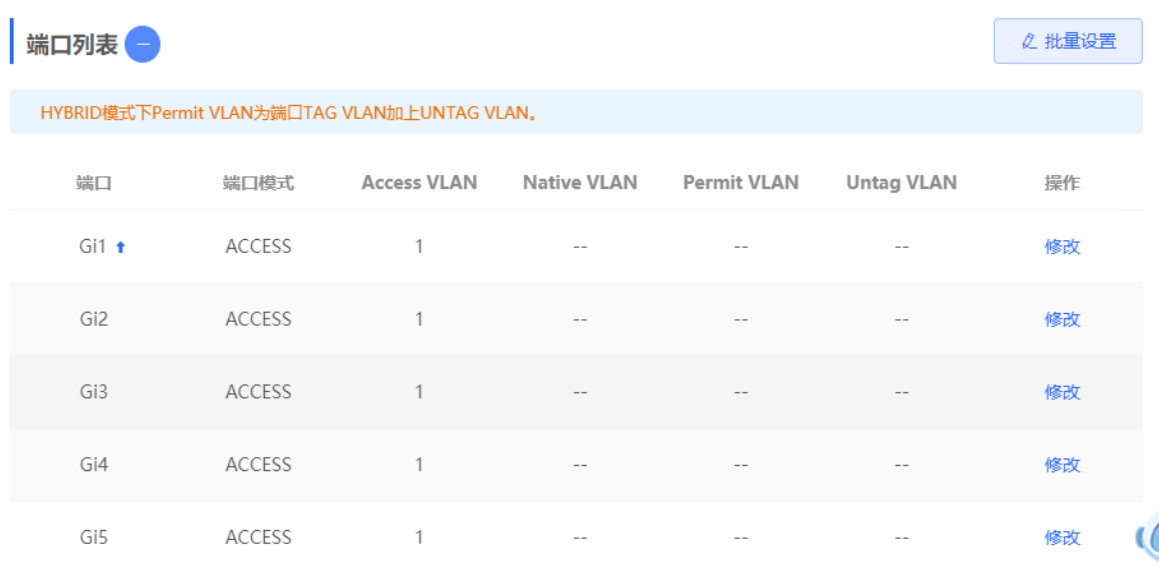 端口列表
批量设置
HYBRID模式下Permit VLAN为端口TAG VLAN加上UNTAG VLAN。
端口 端口模式 Access VLAN Native VLAN Permit VLAN Untag VLAN 操作
Gi1 ACCESS 1 -- -- -- 修改
Gi2 ACCESS 1 -- -- -- 修改
Gi3 ACCESS 1 -- -- -- 修改
Gi4 ACCESS 1 -- -- -- 修改
Gi5 ACCESS 1 -- -- -- 修改